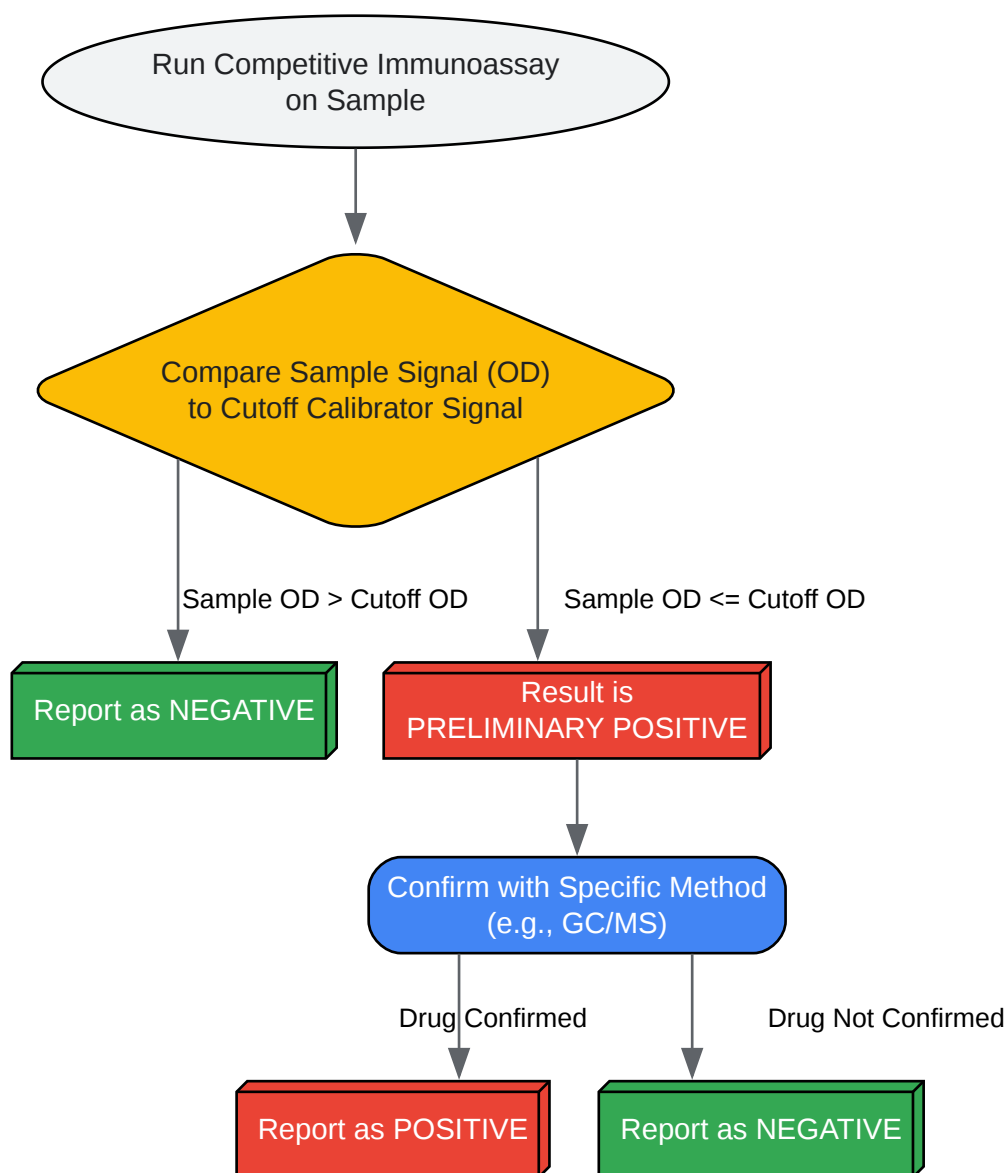 Run Competitive Immunoassay
on Sample
Compare Sample Signal (OD)
to Cutoff Calibrator Signal
Sample OD > Cutoff OD
Sample OD <= Cutoff OD
Report as NEGATIVE
Result is
PRELIMINARY POSITIVE
Confirm with Specific Method
(e.g., GC/MS)
Drug Confirmed
Drug Not Confirmed
Report as POSITIVE
Report as NEGATIVE